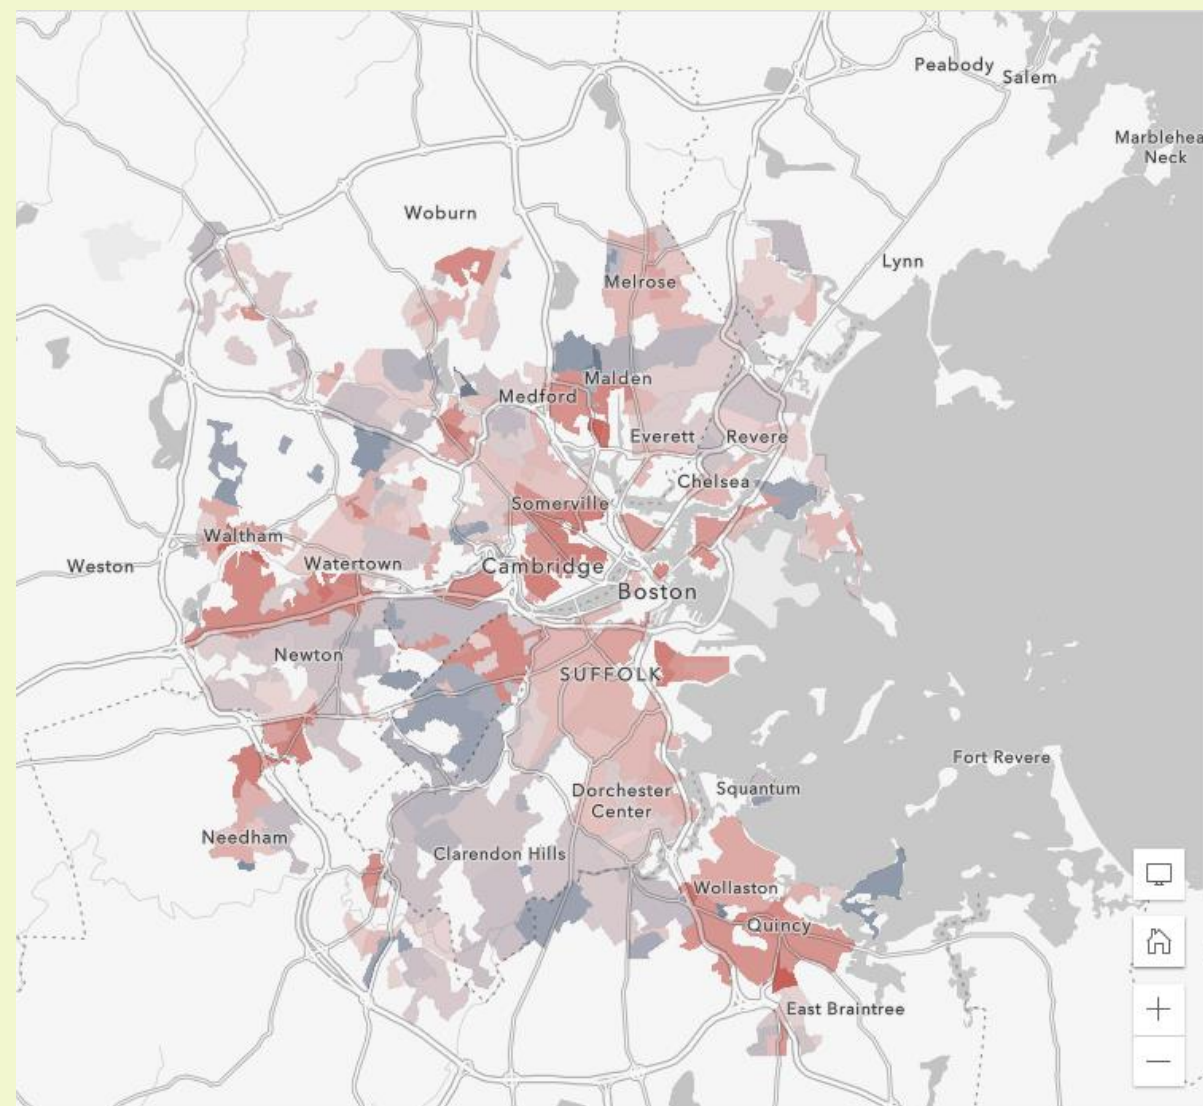 Peabody
Salem
Marblehea
Neck
Woburn
Lynn
Melrose
Malden
Medford
Everett
Revere
Chelsea
Somerville
Waltham
Watertown
Weston
Cambridge
Boston
Newton
SUFFOLK
Fort Revere
Dorchester
Center
Squantum
Needham
Clarendon Hills
Wollaston
Quincy
East Braintree
+
−